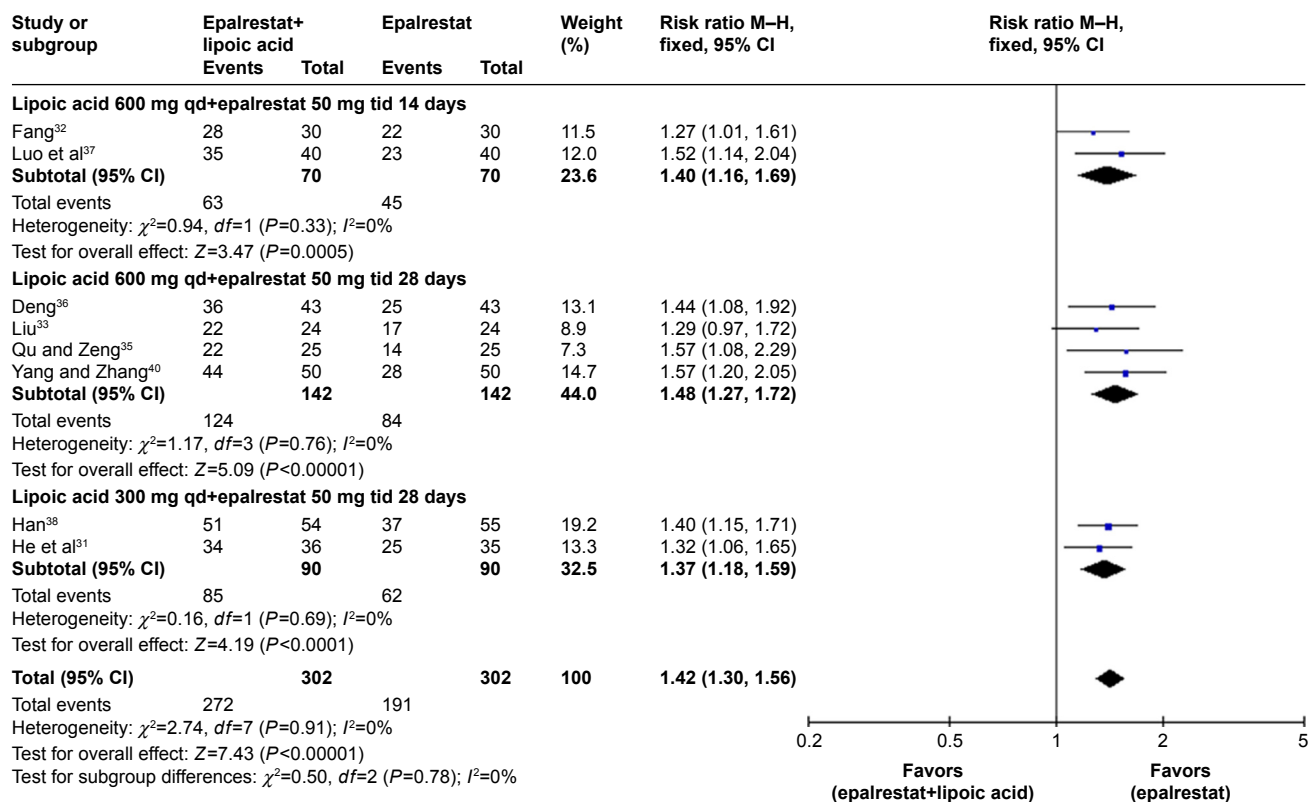 Study or subgroup Epalrestat+ lipoic acid Epalrestat Weight (%) Risk ratio M–H, fixed, 95% CI Risk ratio M–H, fixed, 95% CI
Events Total Events Total
Lipoic acid 600 mg qd+epalrestat 50 mg tid 14 days
Fang32 28 30 22 30 11.5 1.27 (1.01, 1.61)
Luo et al37 35 40 23 40 12.0 1.52 (1.14, 2.04)
Subtotal (95% CI) 70 70 23.6 1.40 (1.16, 1.69)
Total events 63 45
Heterogeneity: χ2=0.94, df=1 (P=0.33); I2=0%
Test for overall effect: Z=3.47 (P=0.0005)
Lipoic acid 600 mg qd+epalrestat 50 mg tid 28 days
Deng36 36 43 25 43 13.1 1.44 (1.08, 1.92)
Liu33 22 24 17 24 8.9 1.29 (0.97, 1.72)
Qu and Zeng35 22 25 14 25 7.3 1.57 (1.08, 2.29)
Yang and Zhang40 44 50 28 50 14.7 1.57 (1.20, 2.05)
Subtotal (95% CI) 142 142 44.0 1.48 (1.27, 1.72)
Total events 124 84
Heterogeneity: χ2=1.17, df=3 (P=0.76); I2=0%
Test for overall effect: Z=5.09 (P<0.00001)
Lipoic acid 300 mg qd+epalrestat 50 mg tid 28 days
Han38 51 54 37 55 19.2 1.40 (1.15, 1.71)
He et al31 34 36 25 35 13.3 1.32 (1.06, 1.65)
Subtotal (95% CI) 90 90 32.5 1.37 (1.18, 1.59)
Total events 85 62
Heterogeneity: χ2=0.16, df=1 (P=0.69); I2=0%
Test for overall effect: Z=4.19 (P<0.0001)
Total (95% CI) 302 302 100 1.42 (1.30, 1.56)
Total events 272 191
Heterogeneity: χ2=2.74, df=7 (P=0.91); I2=0%
Test for overall effect: Z=7.43 (P<0.00001)
Test for subgroup differences: χ2=0.50, df=2 (P=0.78); I2=0%
0.2 0.5 1 2 5
Favors Favors
(epalrestat+lipoic acid) (epalrestat)